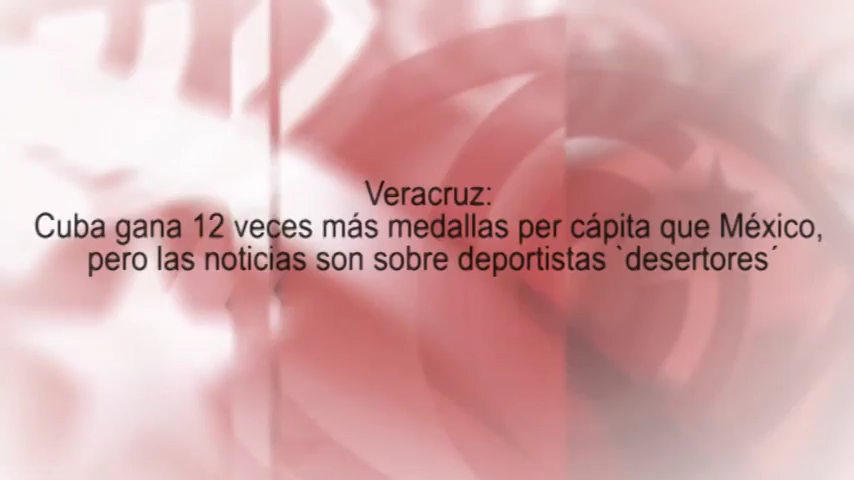 Veracruz:
Cuba gana 12 veces más medallas per cápita que México,
pero las noticias son sobre deportistas `desertores´